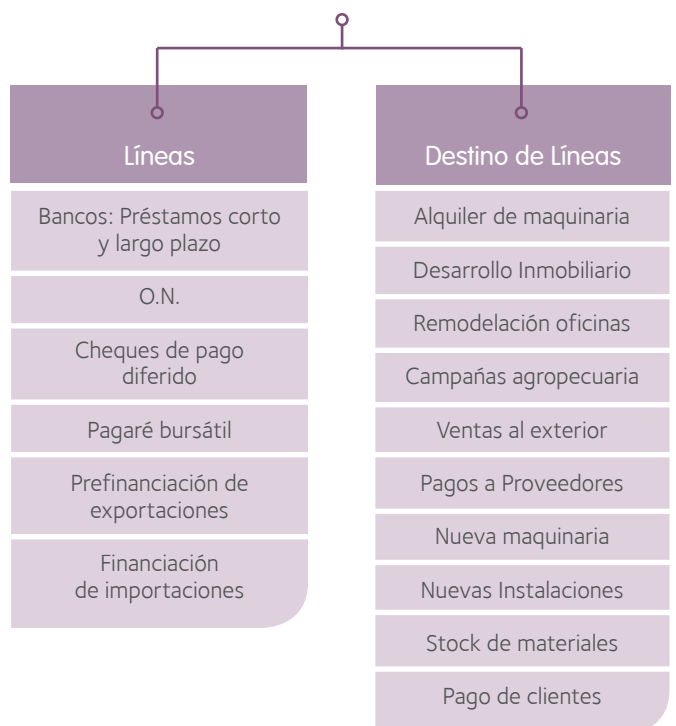 Líneas
Bancos: Préstamos corto
y largo plazo
O.N.
Cheques de pago
diferido
Pagaré bursátil
Prefinanciación de
exportaciones
Financiación
de importaciones
Destino de Líneas
Alquiler de maquinaria
Desarrollo Inmobiliario
Remodelación oficinas
Campañas agropecuaria
Ventas al exterior
Pagos a Proveedores
Nueva maquinaria
Nuevas Instalaciones
Stock de materiales
Pago de clientes